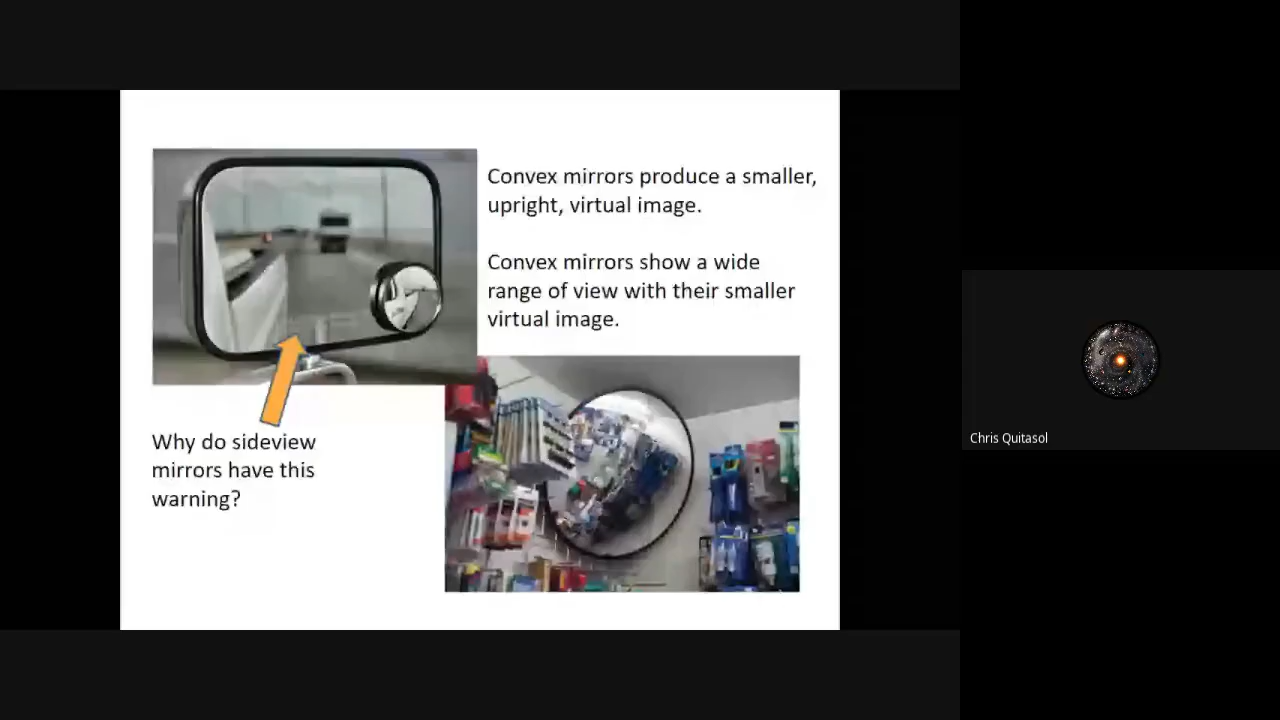 Convex mirrors produce a smaller,
upright, virtual image.
Convex mirrors show a wide
range of view with their smaller
virtual image.
Why do sideview
mirrors have this
warning?
Chris Quitasol